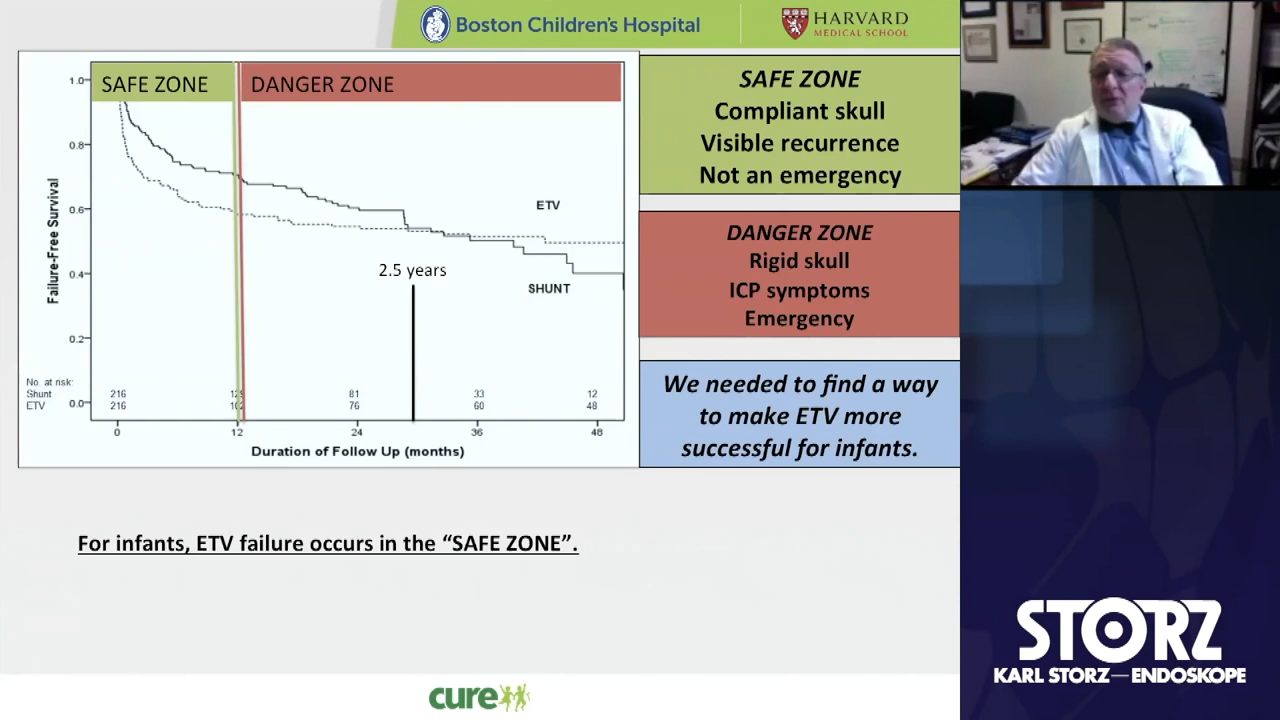 Boston Children's Hospital
HARVARD
MEDICAL SCHOOL
SAFE ZONE
DANGER ZONE
1.0
0.8
0.6
0.4
0.2
0.0
Failure-Free Survival
ETV
SHUNT
2.5 years
No. at risk:
Shunt 216 81 33 12
ETV 216 76 60 48
0 12 24 36 48
Duration of Follow Up (months)
SAFE ZONE
Compliant skull
Visible recurrence
Not an emergency
DANGER ZONE
Rigid skull
ICP symptoms
Emergency
We needed to find a way
to make ETV more
successful for infants.
For infants, ETV failure occurs in the “SAFE ZONE”.
cure
STORZ
KARL STORZ—ENDOSKOPE